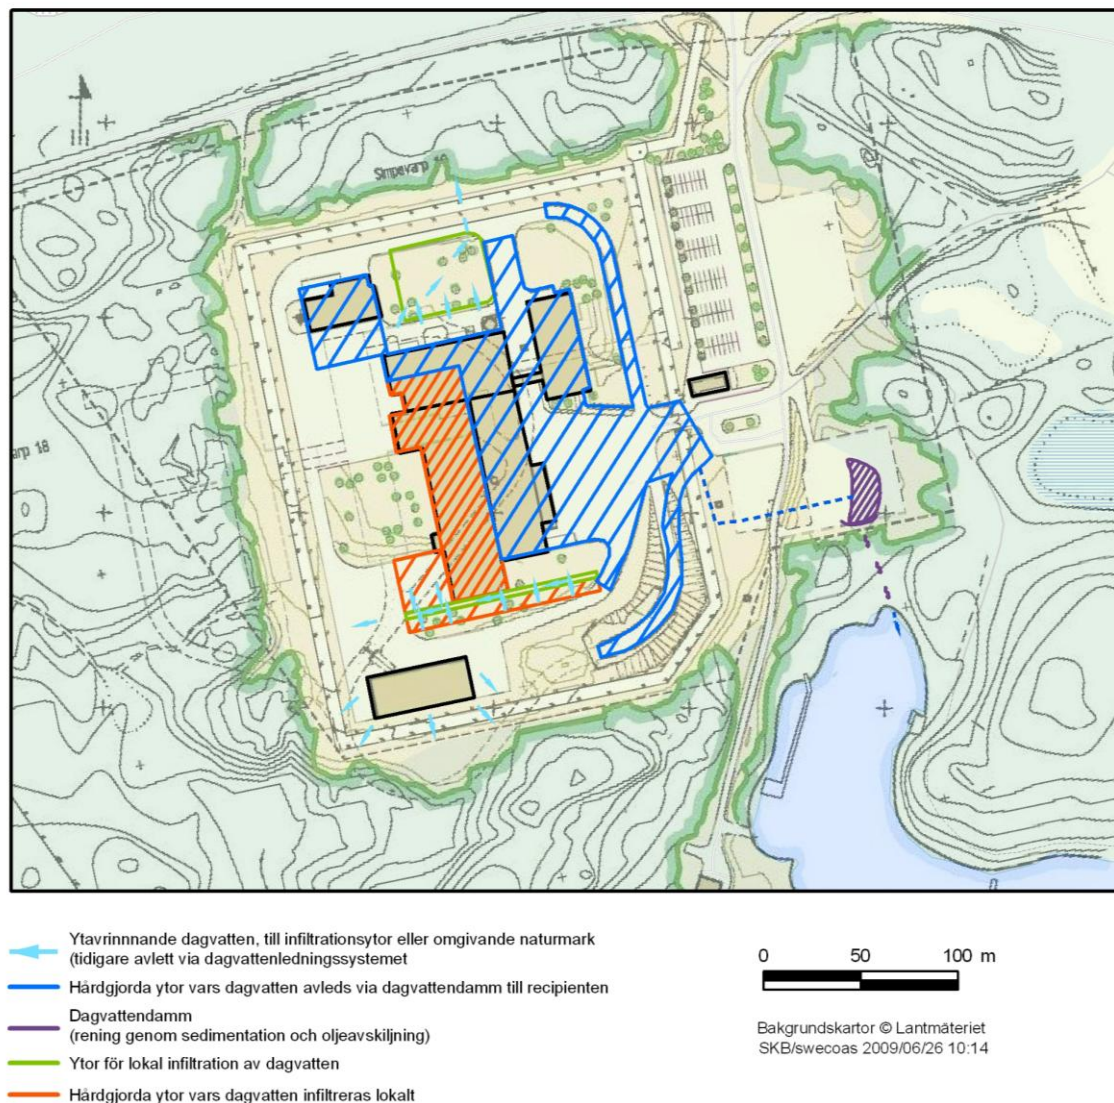 Simpevarp
arp 18
Ytavrinnnande dagvatten, till infiltrationsytor eller omgivande naturmark
(tidigare avlett via dagvattenledningssystemet
Hårdgjorda ytor vars dagvatten avleds via dagvattendamm till recipienten
Dagvattendamm
(rening genom sedimentation och oljeavskiljning)
Ytor för lokal infiltration av dagvatten
Hårdgjorda ytor vars dagvatten infiltreras lokalt
0 50 100 m
Bakgrundskartor © Lantmäteriet
SKB/swecoas 2009/06/26 10:14